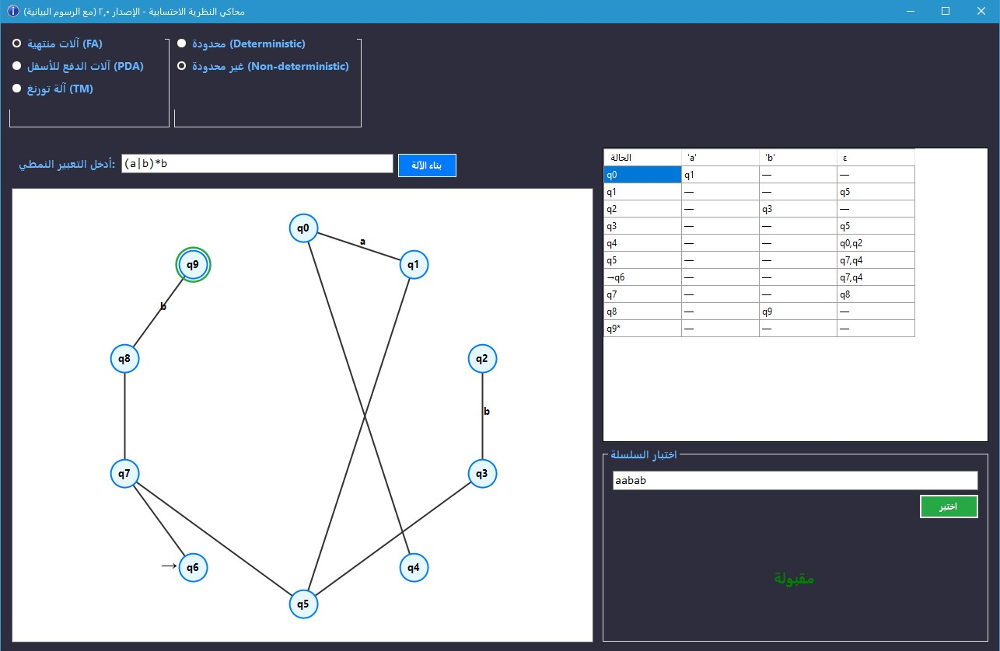 محاكي النظرية الاحتسابية - الإصدار ٢٫٠ (مع الرسوم البيانية)
آلات منتهية (FA)
آلات الدفع للأسفل (PDA)
آلة تورنغ (TM)
محدودة (Deterministic)
غير محدودة (Non-deterministic)
أدخل التعبير النمطي:
(a|b)*b
بناء الآلة
الحالة 'a' 'b' ε
q0 q1 — —
q1 — — q5
q2 — q3 —
q3 — — q5
q4 — — q0,q2
q5 — — q7,q4
→q6 — — q7,q4
q7 — — q8
q8 — q9 —
q9* — — —
q0
a
q9
q1
b
q8
q2
b
q7
q3
→ q6
q4
q5
اختبار السلسلة
aabab
اختبر
مقبولة